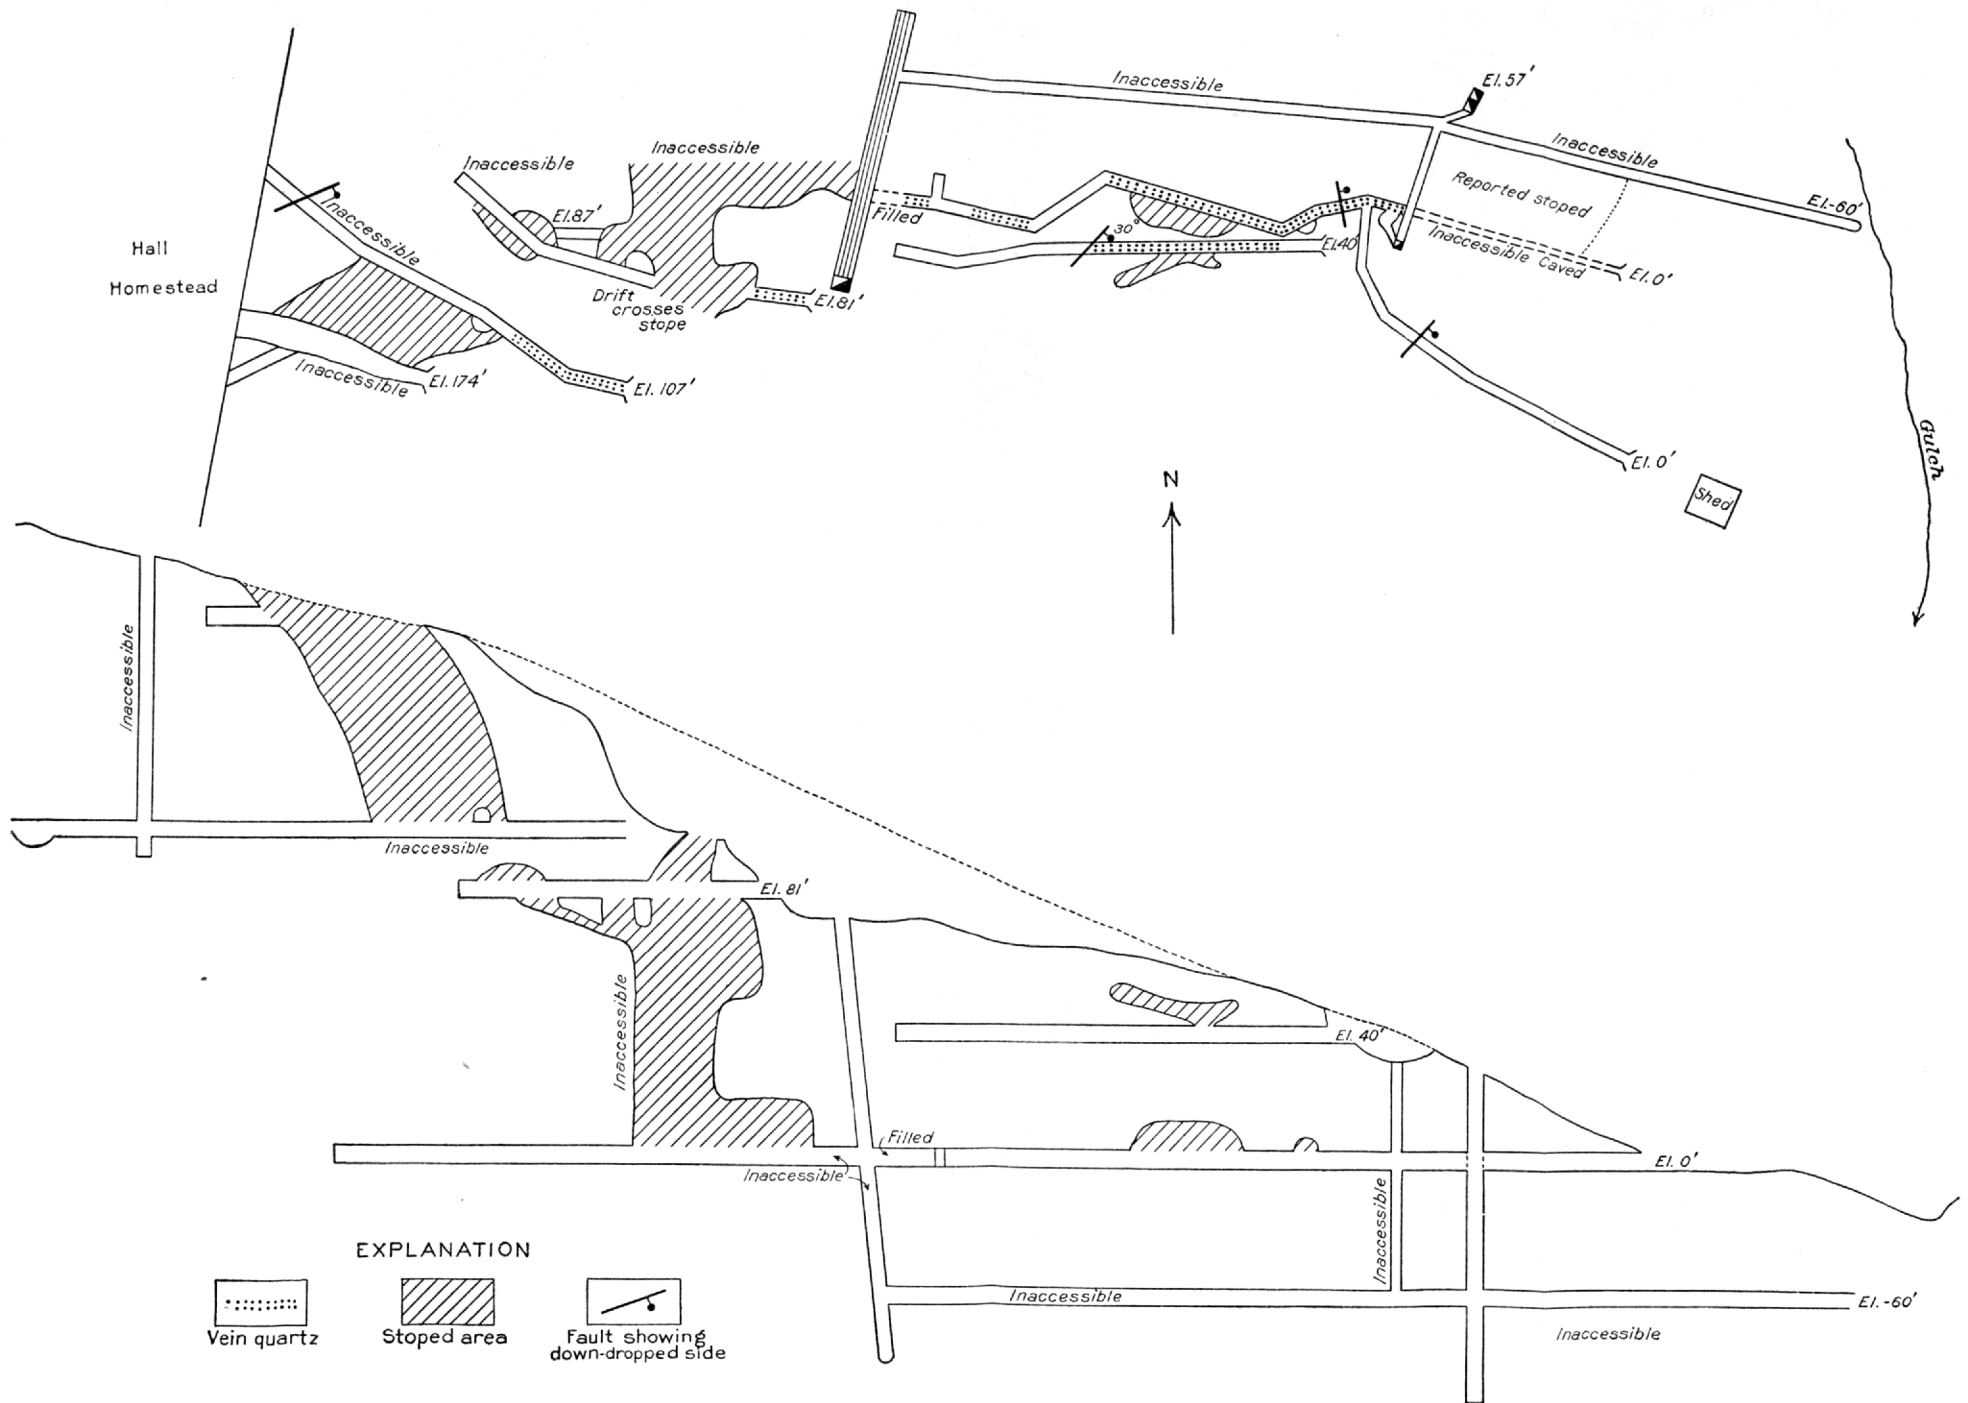 Inaccessible
El. 57'
Inaccessible
Inaccessible
Inaccessible
Reported stoped
El.-60'
El.87'
Inaccessible
Filled
30°
El.40'
Inaccessible Caved
El. 0'
Hall
Homestead
Drift
crosses
stope
El.81'
Inaccessible
El.174'
El. 107'
El. 0'
Gulch
N
Shed
Inaccessible
Inaccessible
El. 81'
Inaccessible
El. 40'
Filled
Inaccessible
El. 0'
Inaccessible
Inaccessible
El.-60'
Inaccessible
EXPLANATION
Vein quartz
Stoped area
Fault showing
down-dropped side